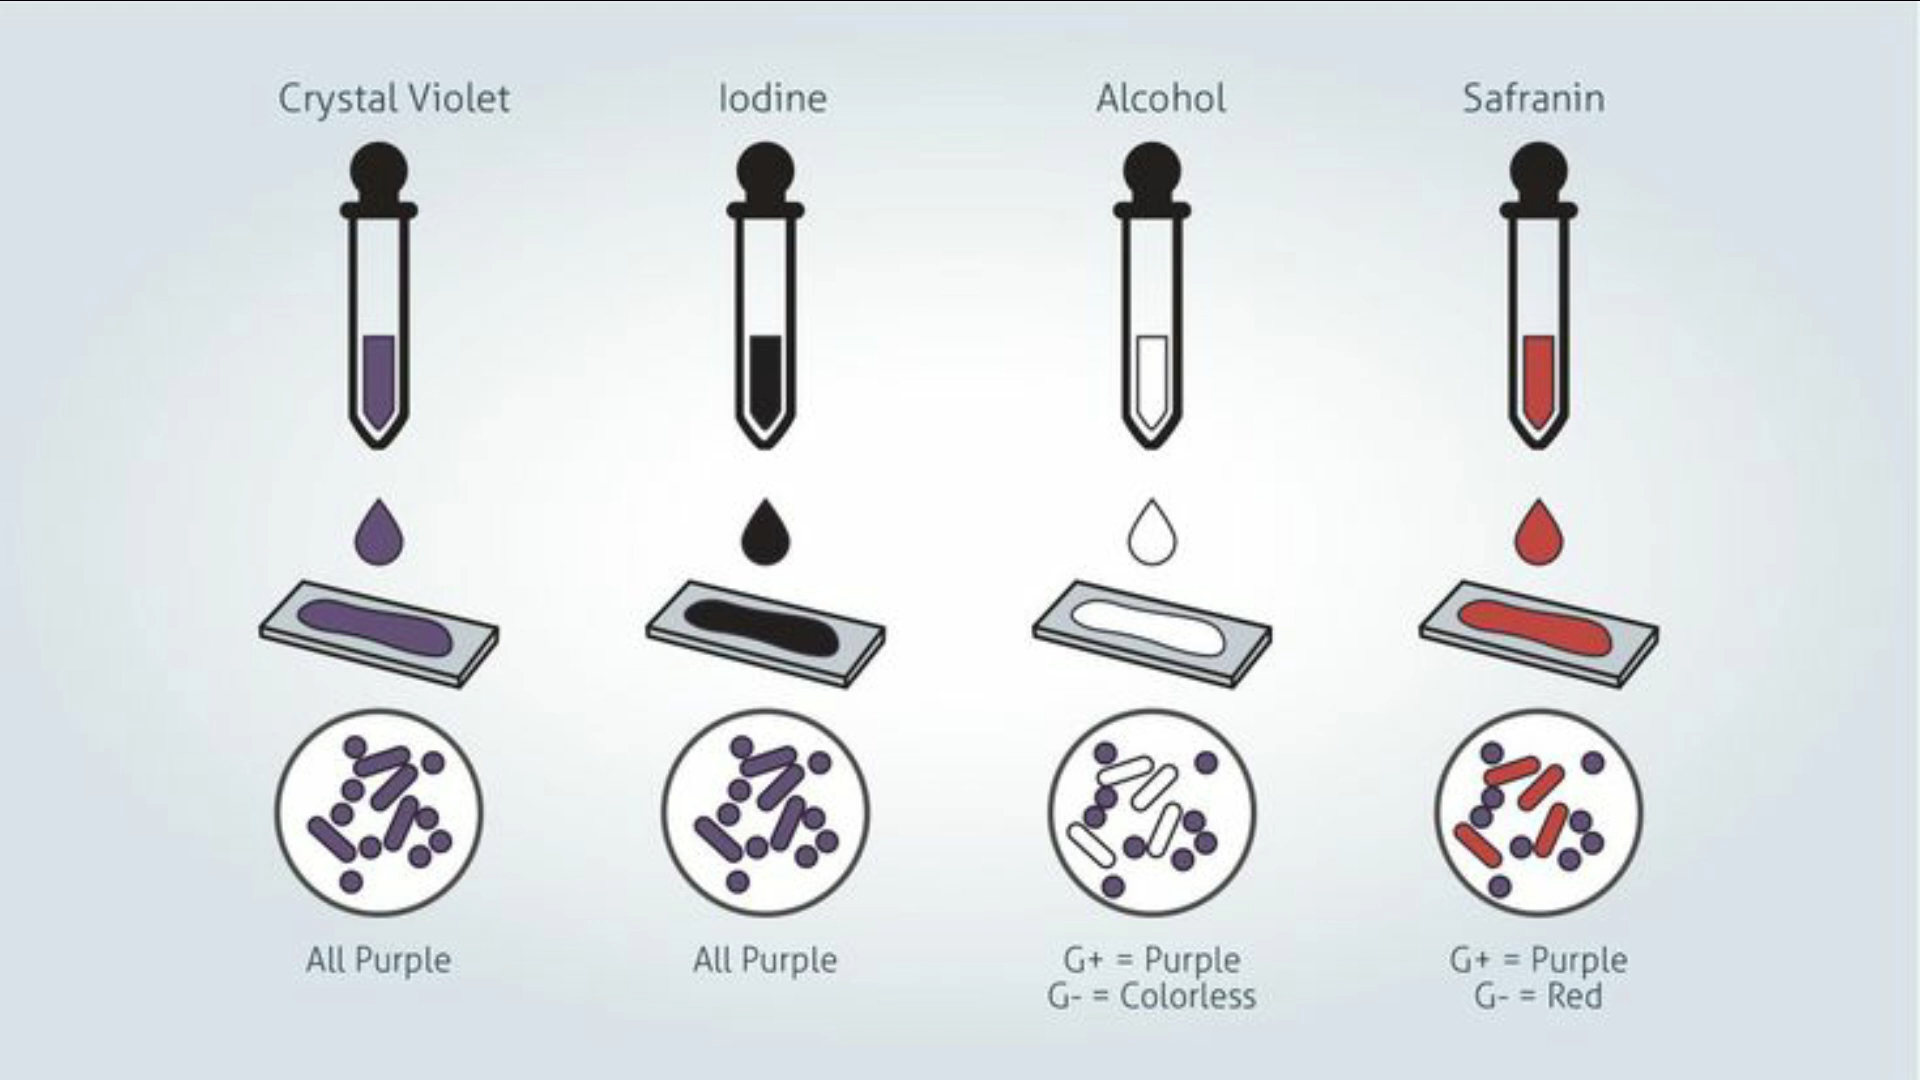 Crystal Violet
Iodine
Alcohol
Safranin
All Purple
All Purple
G+ = Purple
G- = Colorless
G+ = Purple
G- = Red